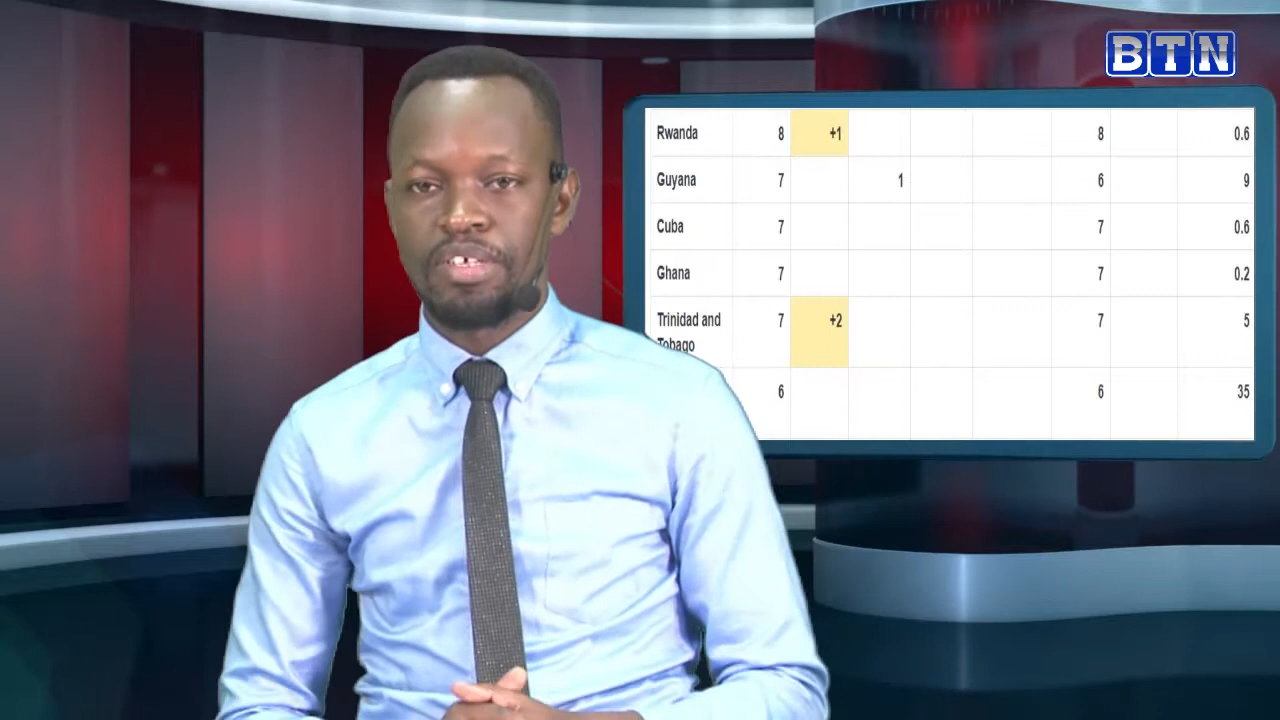 BTN
Rwanda 8 +1 8 0.6
Guyana 7 1 6 9
Cuba 7 7 0.6
Ghana 7 7 0.2
Trinidad and 7 +2 7 5
Tobago
6 6 35